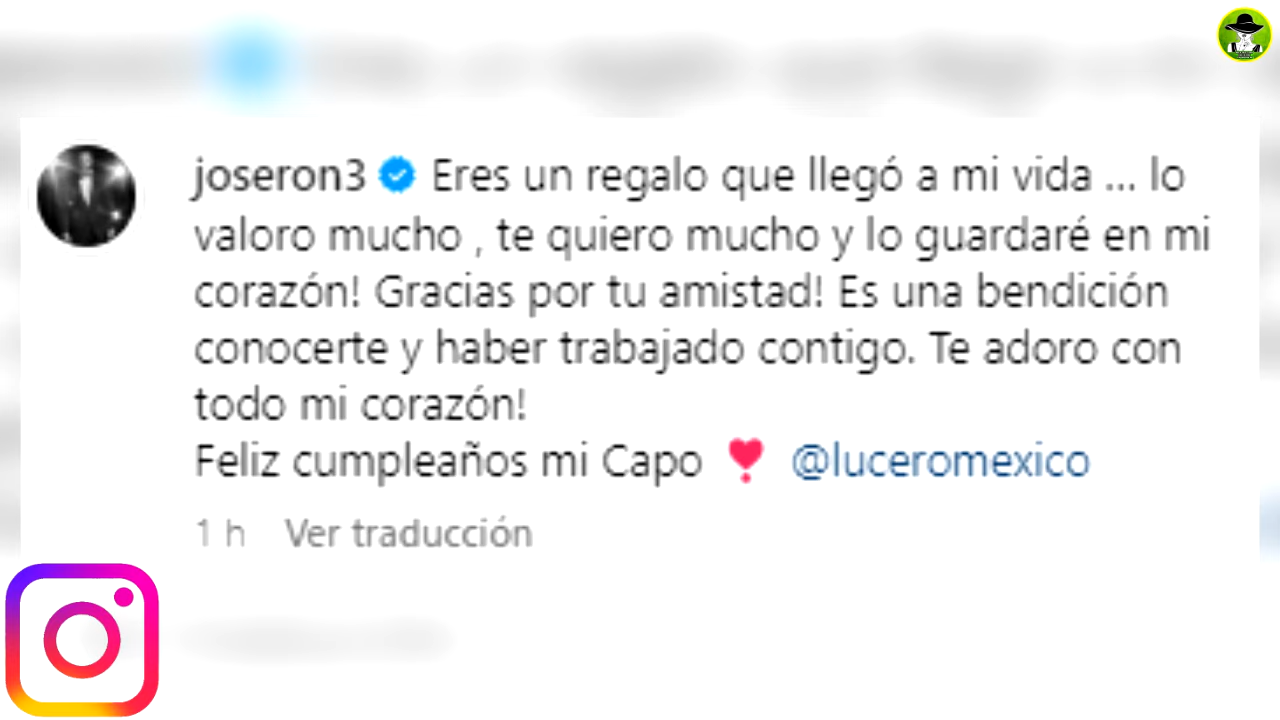 joseron3 Eres un regalo que llegó a mi vida ... lo
valoro mucho , te quiero mucho y lo guardaré en mi
corazón! Gracias por tu amistad! Es una bendición
conocerte y haber trabajado contigo. Te adoro con
todo mi corazón!
Feliz cumpleaños mi Capo ❣ @luceromexico
1 h Ver traducción